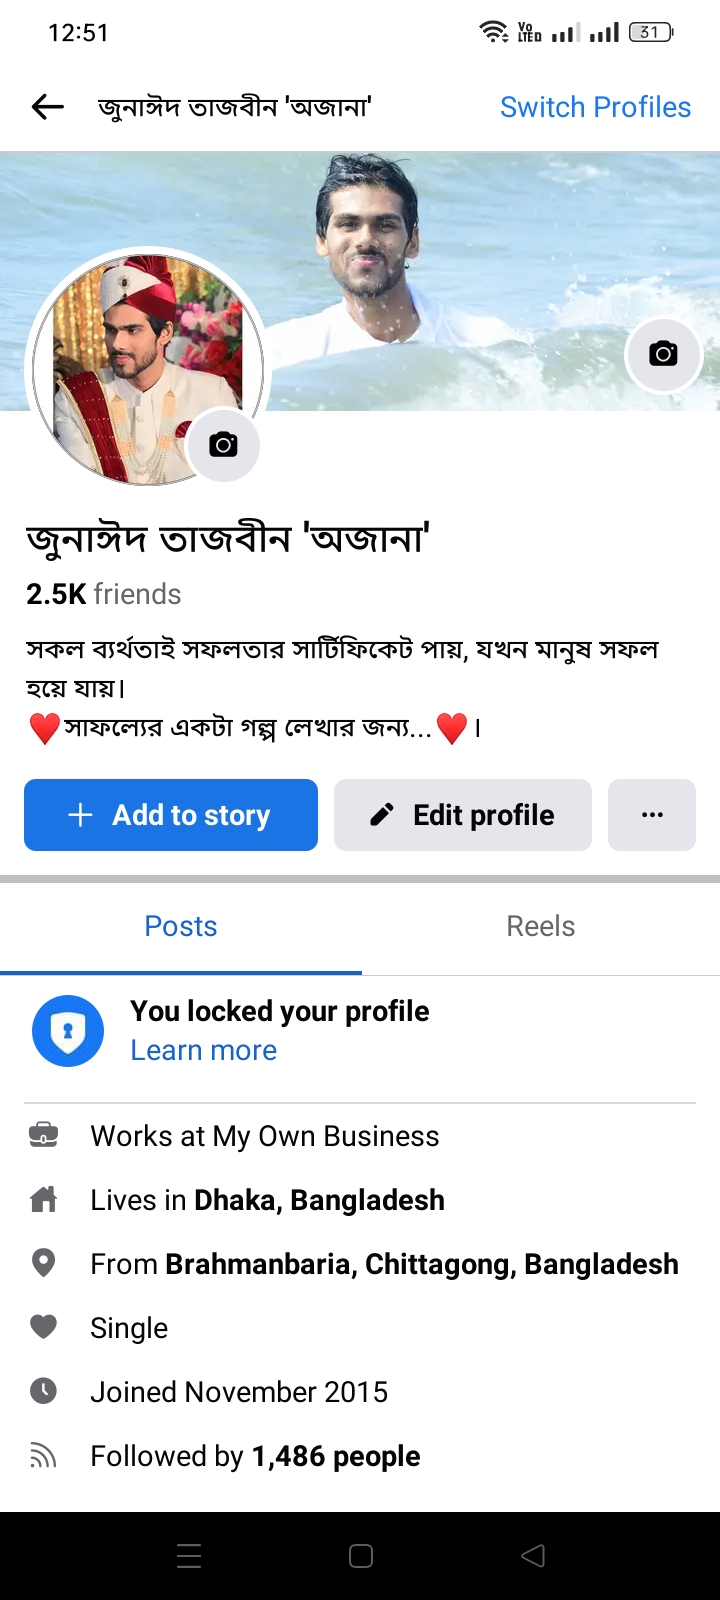 12:51
Vo
LTED
31
জুনাঈদ তাজবীন 'অজানা'
Switch Profiles
জুনাঈদ তাজবীন 'অজানা'
2.5K friends
সকল ব্যর্থতাই সফলতার সার্টিফিকেট পায়, যখন মানুষ সফল
হয়ে যায়।
❤️সাফল্যের একটা গল্প লেখার জন্য...❤️।
+ Add to story
Edit profile
...
Posts
Reels
You locked your profile
Learn more
Works at My Own Business
Lives in Dhaka, Bangladesh
From Brahmanbaria, Chittagong, Bangladesh
Single
Joined November 2015
Followed by 1,486 people